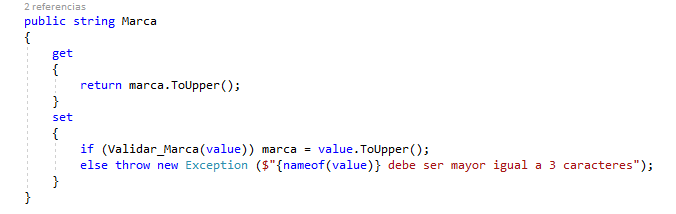 2 referencias
public string Marca
{
get
{
return marca.ToUpper();
}
set
{
if (Validar_Marca(value)) marca = value.ToUpper();
else throw new Exception ($"{nameof(value)} debe ser mayor igual a 3 caracteres");
}
}